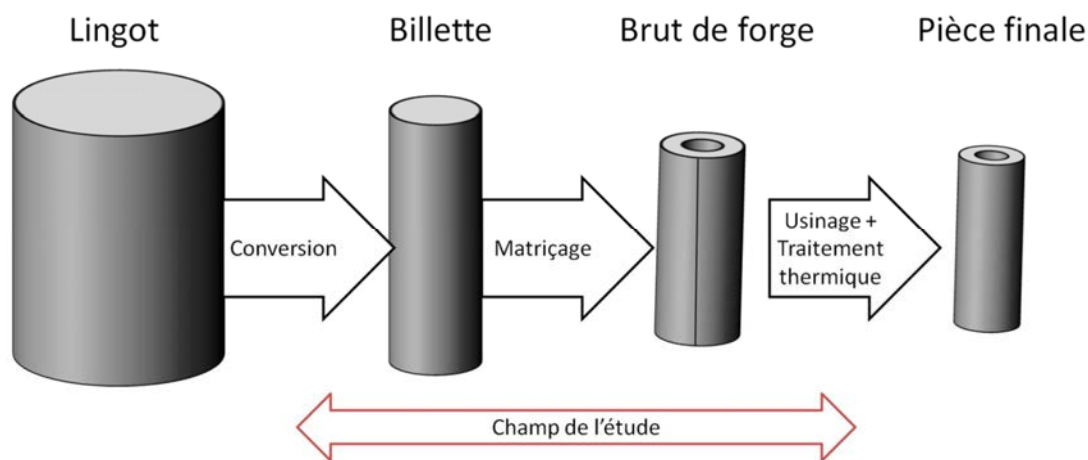 Lingot
Billette
Brut de forge
Pièce finale
Conversion
Matriçage
Usinage +
Traitement
thermique
Champ de l'étude